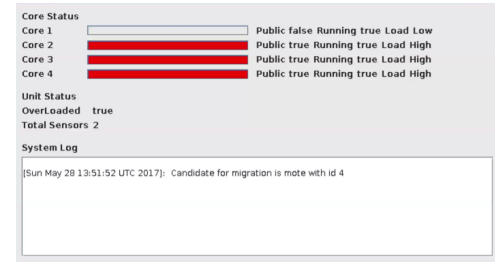 Core Status
Core 1 Public false Running true Load Low
Core 2 Public true Running true Load High
Core 3 Public true Running true Load High
Core 4 Public true Running true Load High
Unit Status
OverLoaded true
Total Sensors 2
System Log
[Sun May 28 13:51:52 UTC 2017]: Candidate for migration is mote with id 4